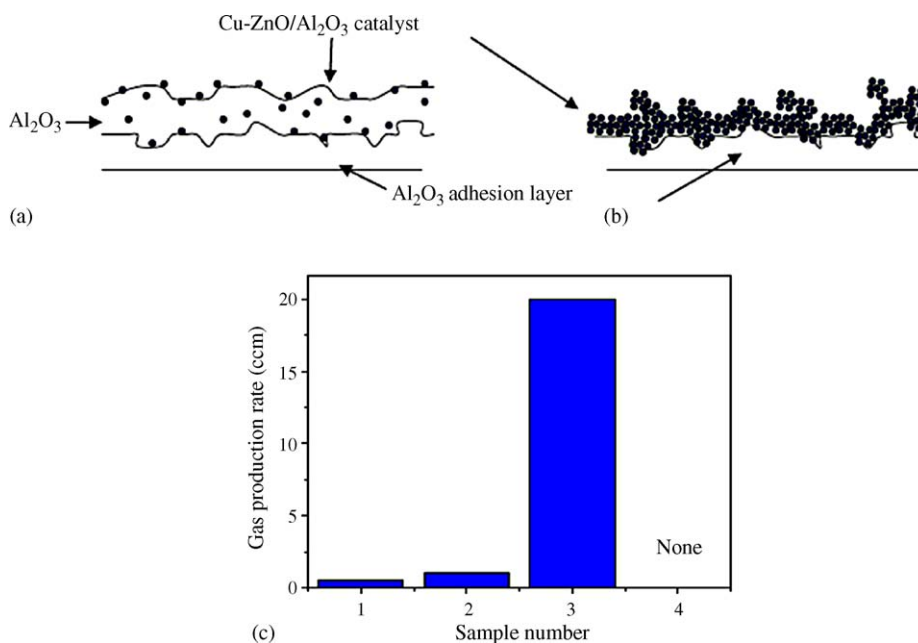 Cu-ZnO/Al₂O₃ catalyst
Al₂O₃
Al₂O₃ adhesion layer
(a)
(b)
Gas production rate (ccm)
20
15
10
5
0
None
1 2 3 4
Sample number
(c)